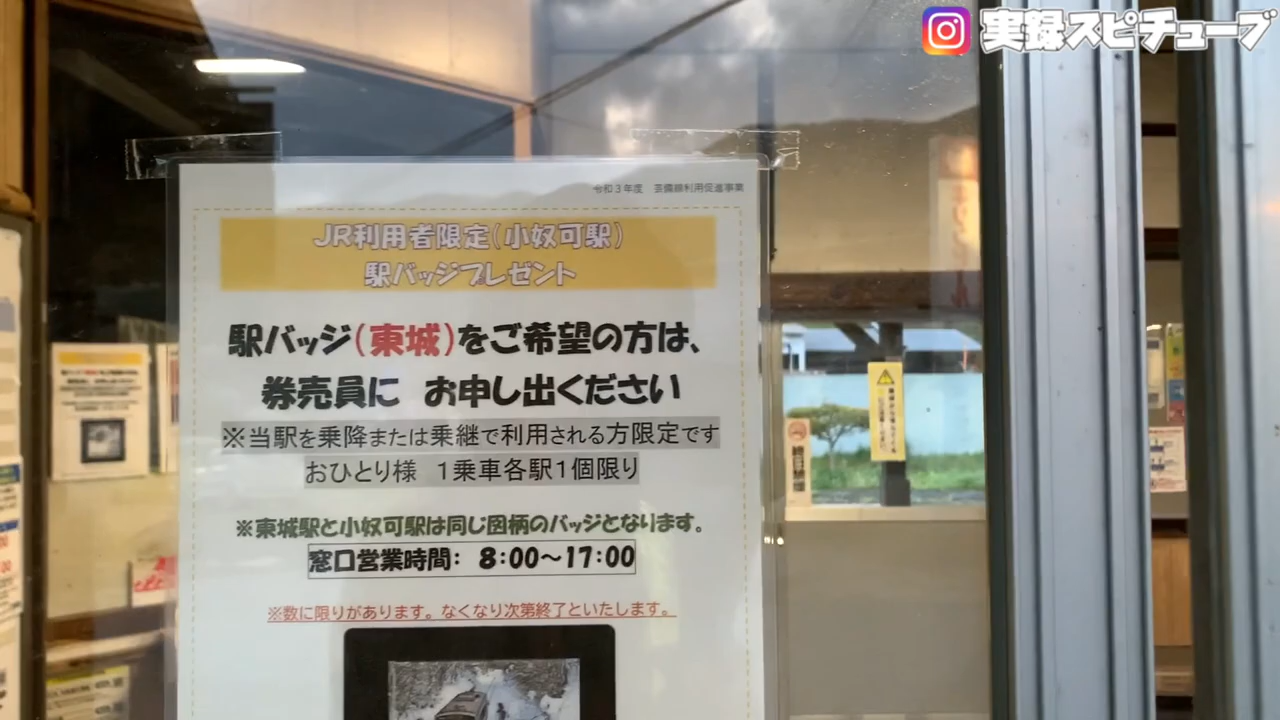 実録スピチューブ
令和3年度 芸備線利用促進事業
JR利用者限定(小奴可駅)
駅バッジプレゼント
駅バッジ(東城)をご希望の方は、
券売員に お申し出ください
※当駅を乗降または乗継で利用される方限定です
おひとり様 1乗車各駅1個限り
※東城駅と小奴可駅は同じ図柄のバッジとなります。
窓口営業時間: 8:00~17:00
※数に限りがあります。なくなり次第終了といたします。